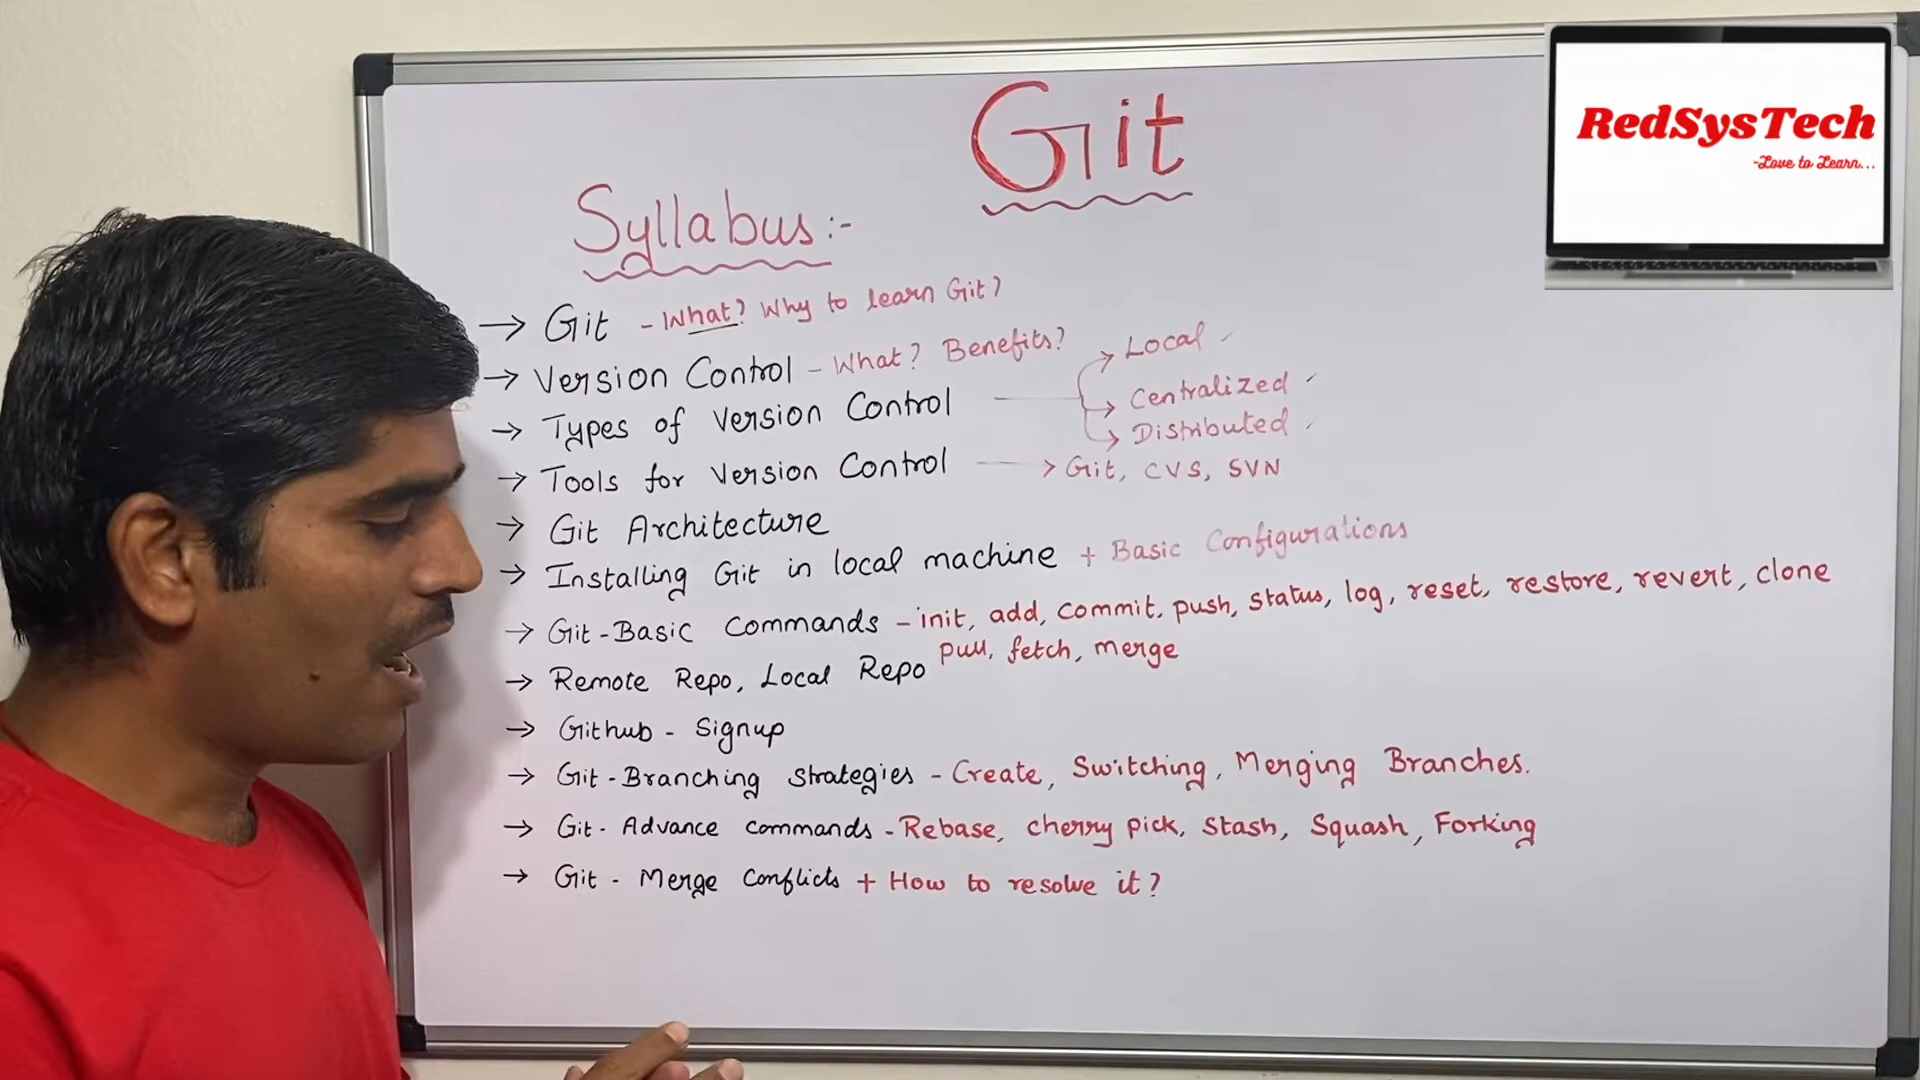 Git
RedSysTech
-Love to Learn...
Syllabus:-
→ Git - What? Why to learn Git?
→ Version Control - What? Benefits?
→ Types of Version Control → Local
→ Centralized
→ Distributed
→ Tools for Version Control → Git, CVS, SVN
→ Git Architecture
→ Installing Git in local machine + Basic Configurations
→ Git-Basic Commands - init, add, commit, push, status, log, reset, restore, revert, clone
pull, fetch, merge
→ Remote Repo, Local Repo
→ Github - Signup
→ Git-Branching strategies - Create, Switching, Merging Branches.
→ Git- Advance commands - Rebase, cherry pick, Stash, Squash, Forking
→ Git - Merge Conflicts + How to resolve it?